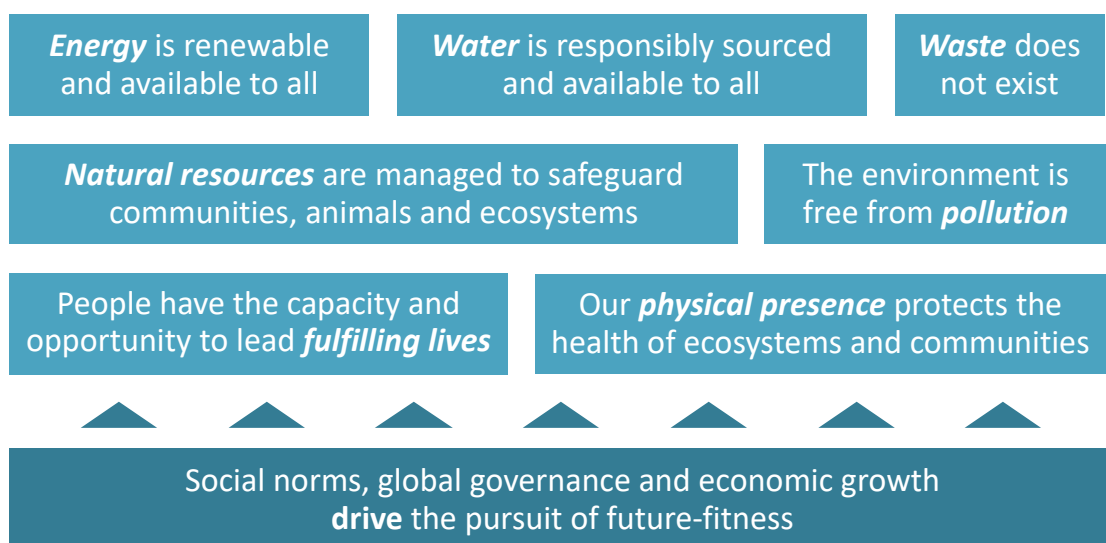 Energy is renewable
and available to all
Water is responsibly sourced
and available to all
Waste does
not exist
Natural resources are managed to safeguard
communities, animals and ecosystems
The environment is
free from pollution
People have the capacity and
opportunity to lead fulfilling lives
Our physical presence protects the
health of ecosystems and communities
Social norms, global governance and economic growth
drive the pursuit of future-fitness